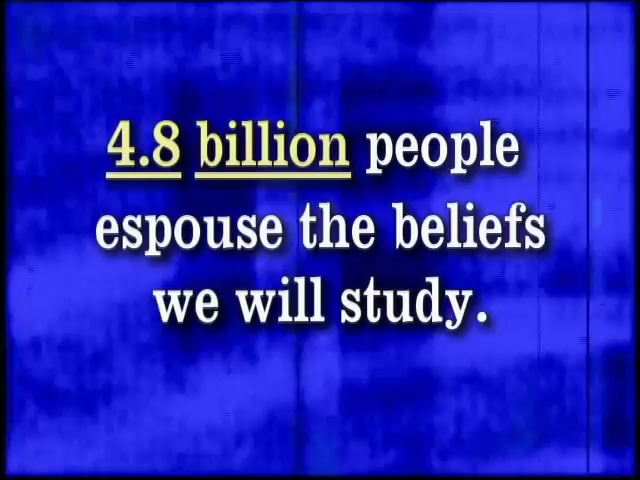 4.8 billion people
espouse the beliefs
we will study.